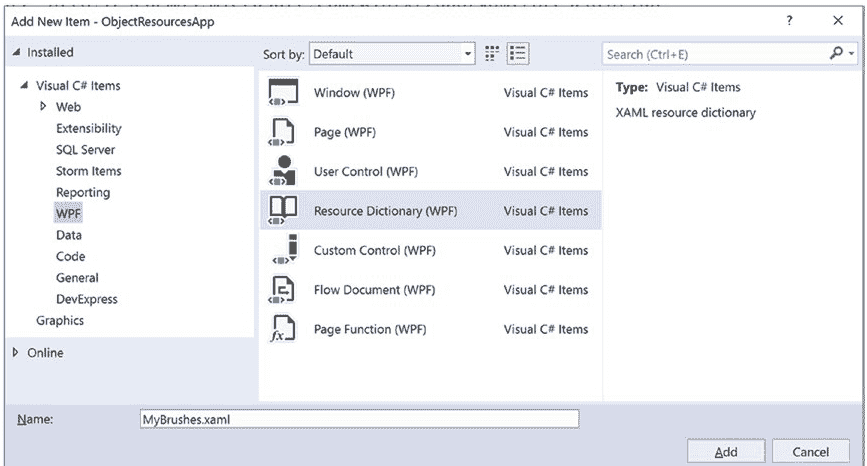 Add New Item - ObjectResourcesApp ?
Installed
Sort by: Default
Search (Ctrl+E)
Visual C# Items
Web
Extensibility
SQL Server
Storm Items
Reporting
WPF
Data
Code
General
DevExpress
Graphics
Online
Window (WPF) Visual C# Items
Page (WPF) Visual C# Items
User Control (WPF) Visual C# Items
Resource Dictionary (WPF) Visual C# Items
Custom Control (WPF) Visual C# Items
Flow Document (WPF) Visual C# Items
Page Function (WPF) Visual C# Items
Type: Visual C# Items
XAML resource dictionary
Name: MyBrushes.xaml
Add Cancel